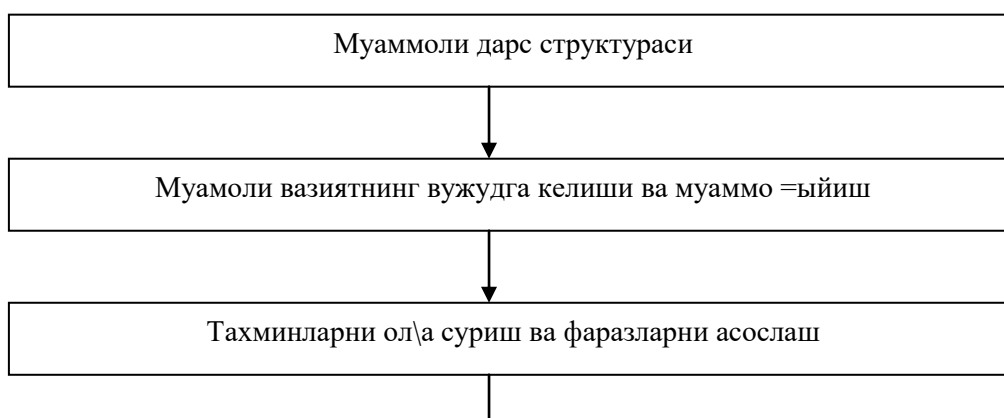 Муаммоли дарс структураси
Муамоли вазиятнинг вужудга келиши ва муаммо =ыйиш
Тахминларни ол\а суриш ва фаразларни асослаш